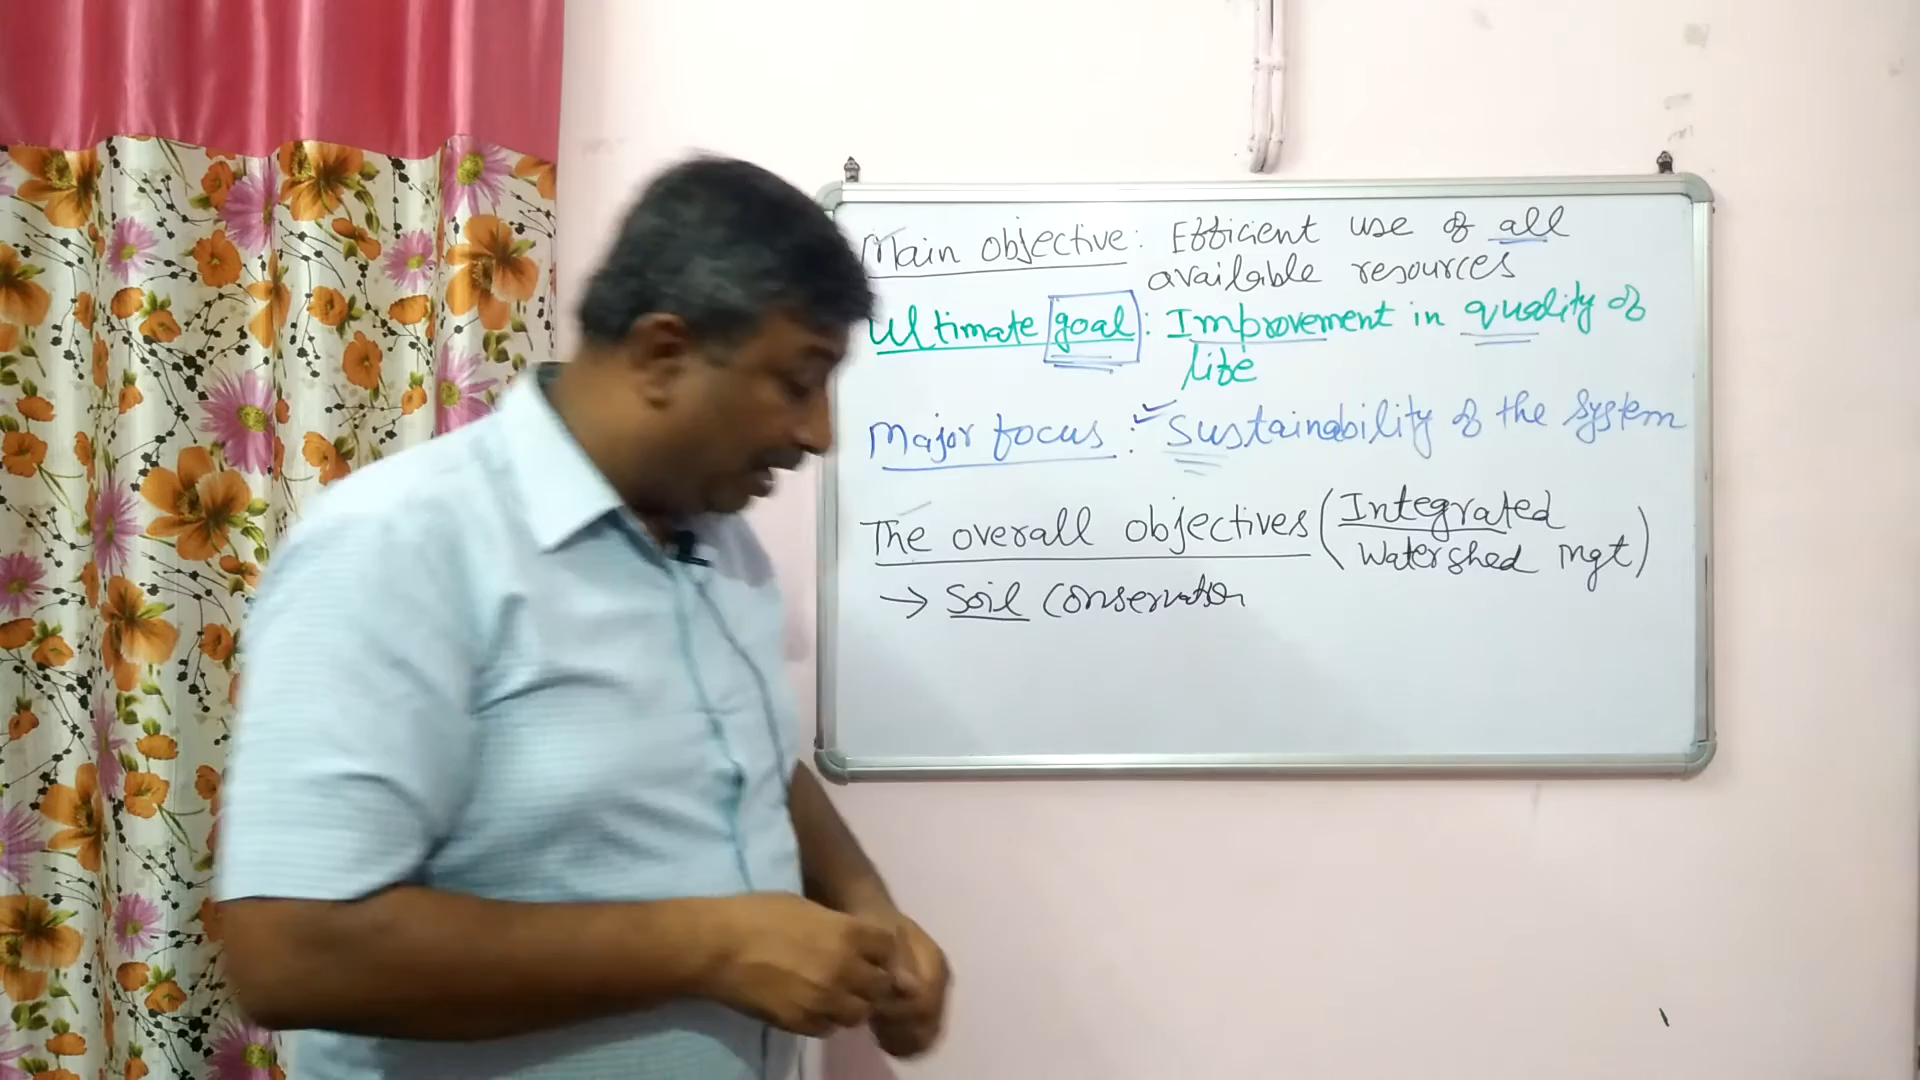 Main objective: Efficient use of all
available resources
Ultimate goal: Improvement in quality of
life
Major focus: Sustainability of the system
The overall objectives (Integrated
Watershed mgt)
→ Soil Conservation